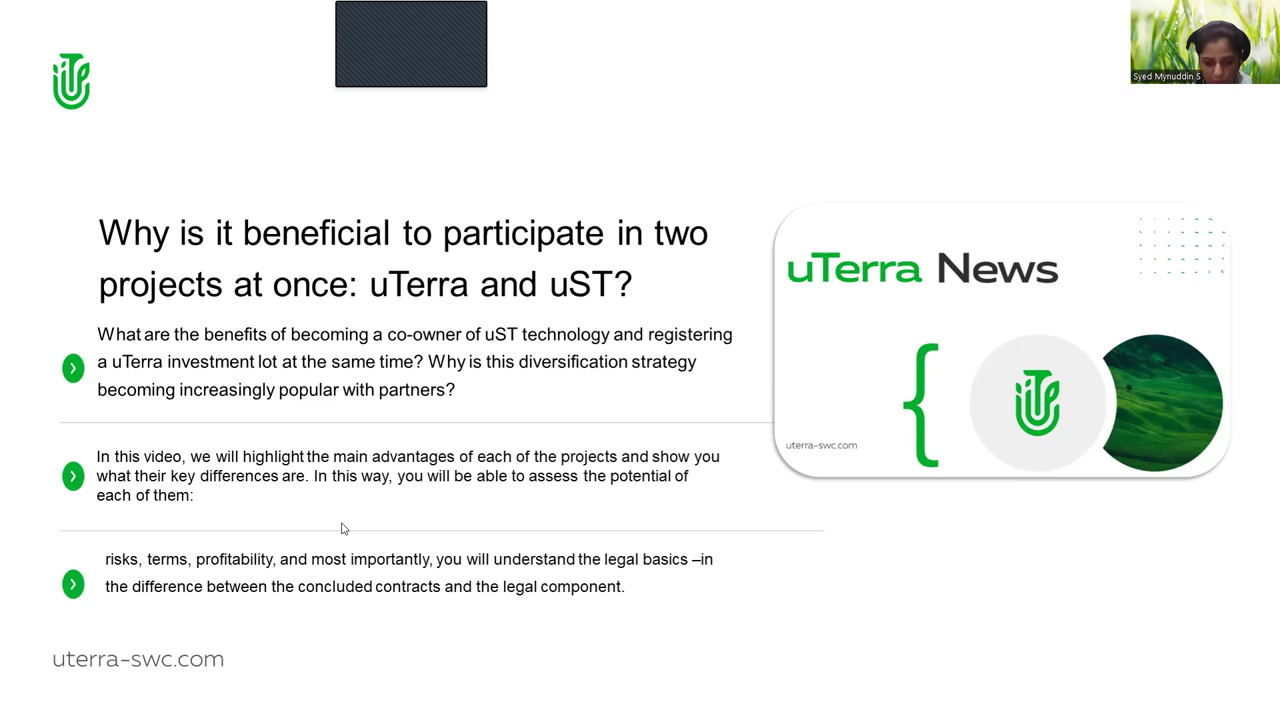 Syed Mynuddin S
Why is it beneficial to participate in two
projects at once: uTerra and uST?
What are the benefits of becoming a co-owner of uST technology and registering
a uTerra investment lot at the same time? Why is this diversification strategy
becoming increasingly popular with partners?
In this video, we will highlight the main advantages of each of the projects and show you
what their key differences are. In this way, you will be able to assess the potential of
each of them:
risks, terms, profitability, and most importantly, you will understand the legal basics –in
the difference between the concluded contracts and the legal component.
uTerra News
{
uterra-swc.com
uterra-swc.com